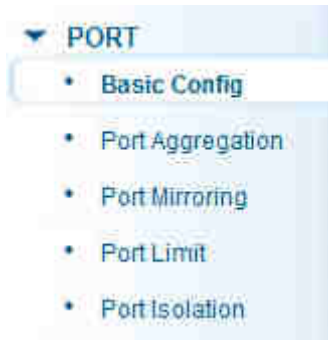 PORT
Basic Config
Port Aggregation
Port Mirroring
Port Limit
Port Isolation